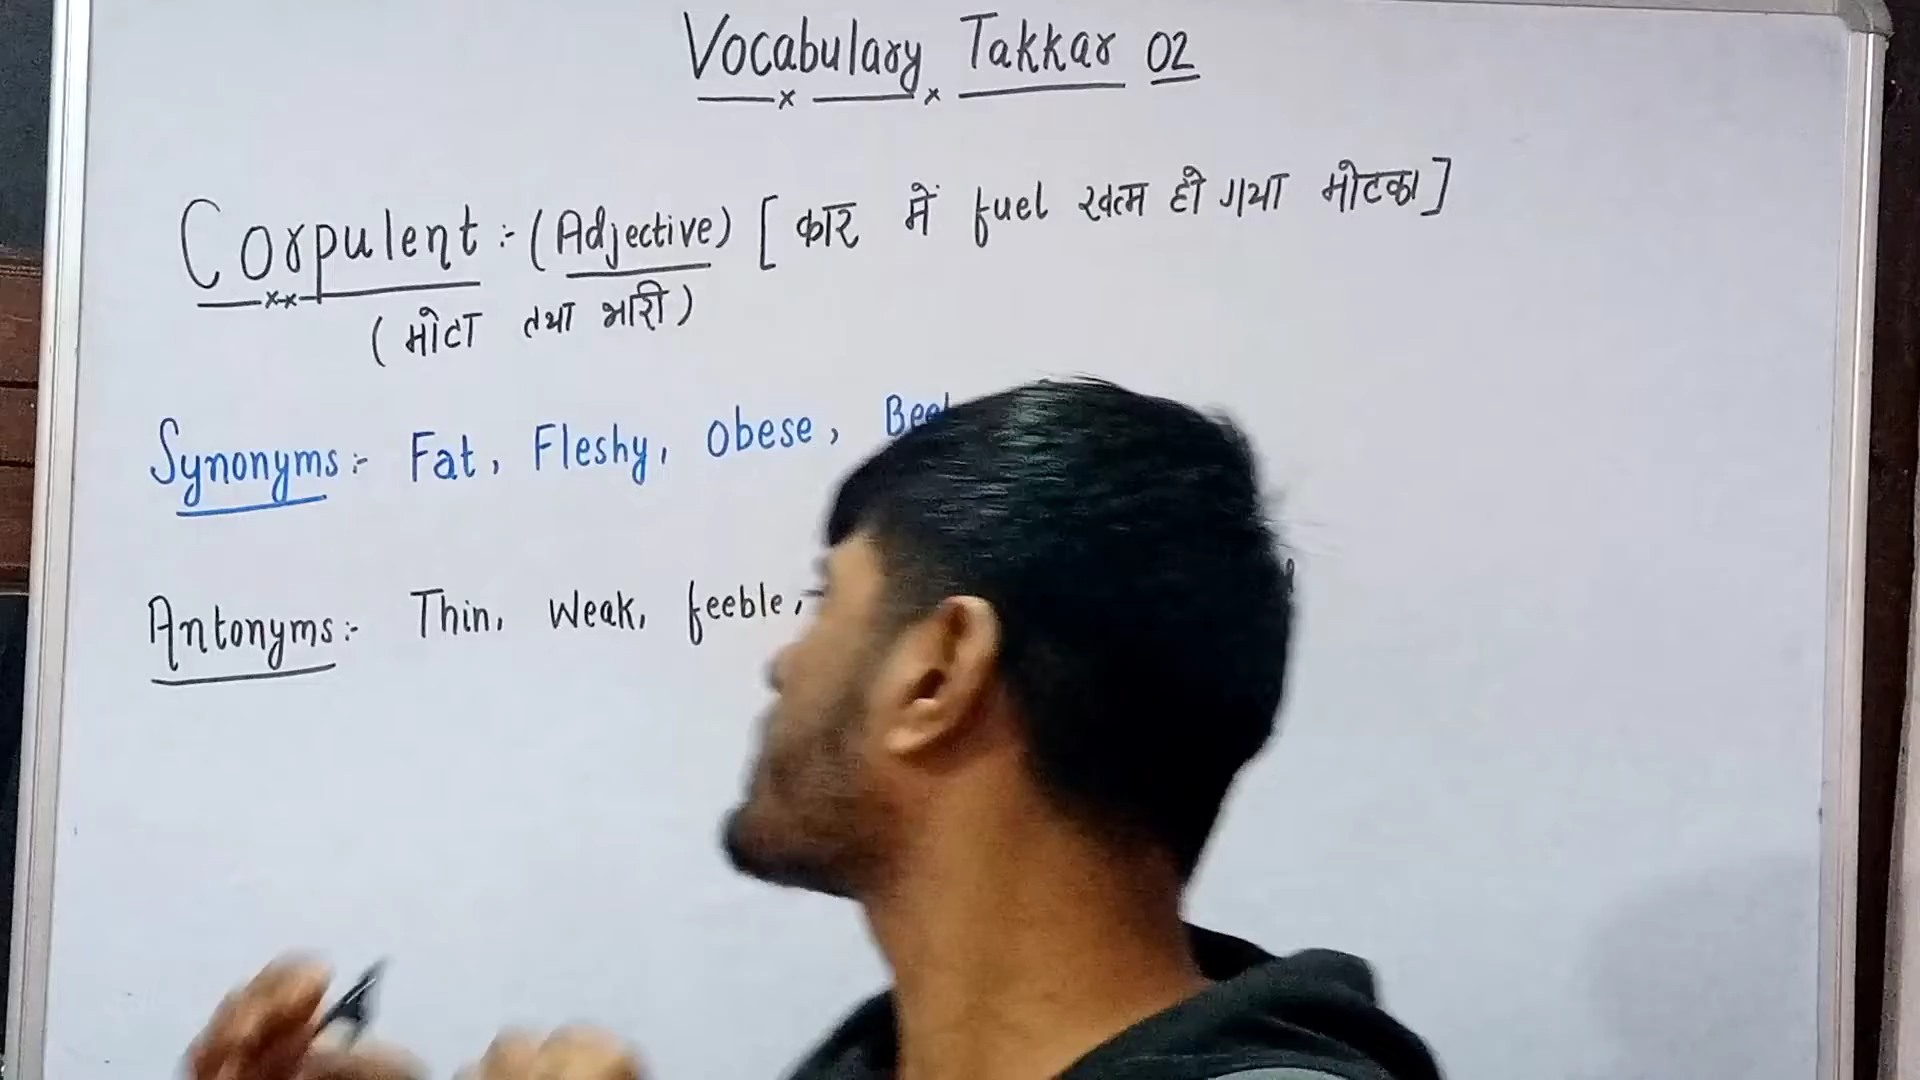 Vocabulary Takkar 02
Corpulent :- (Adjective) [ कार में fuel खत्म हो गया मोटका ]
( मोटा तथा भारी )
Synonyms :- Fat, Fleshy, Obese,
Antonyms :- Thin, Weak, feeble,